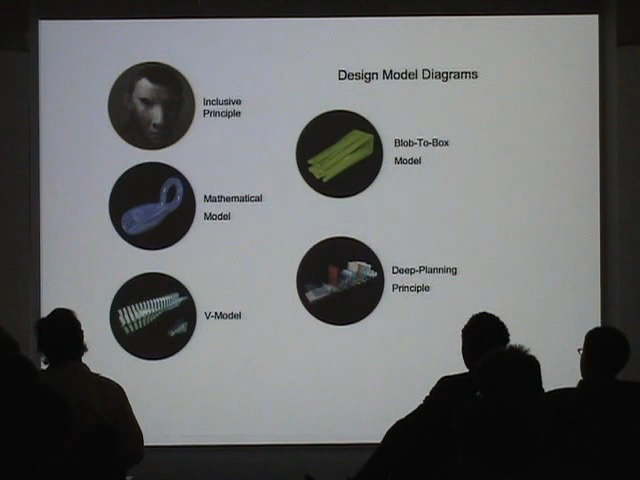 Design Model Diagrams
Inclusive
Principle
Mathematical
Model
V-Model
Blob-To-Box
Model
Deep-Planning
Principle